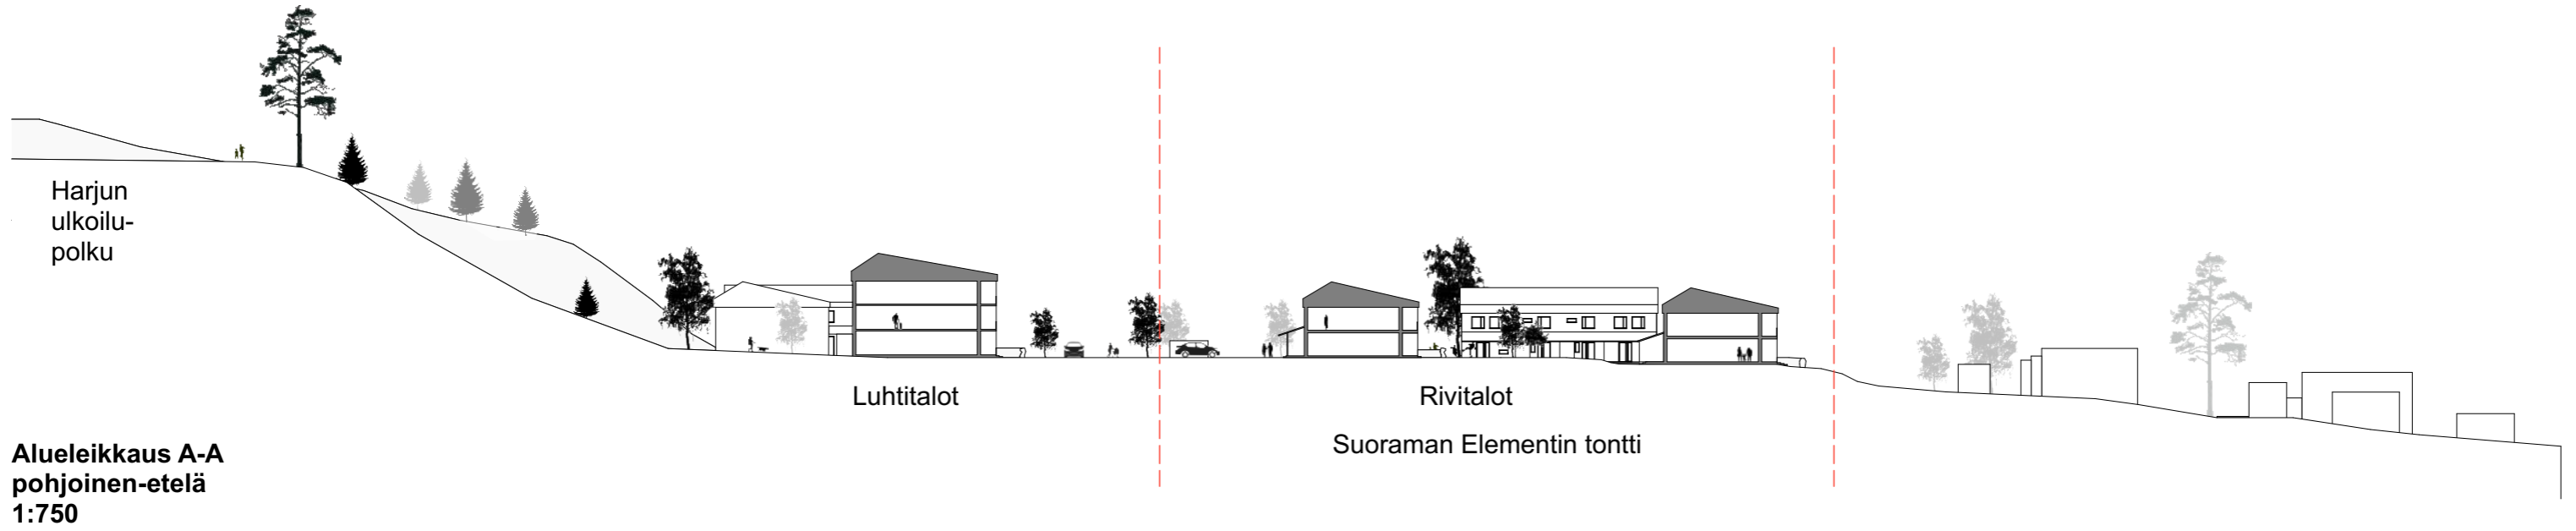 Harjun
ulkoilu-
polku
Luhtitalot
Rivitalot
Suoraman Elementin tontti
Alueleikkaus A-A
pohjoinen-etelä
1:750